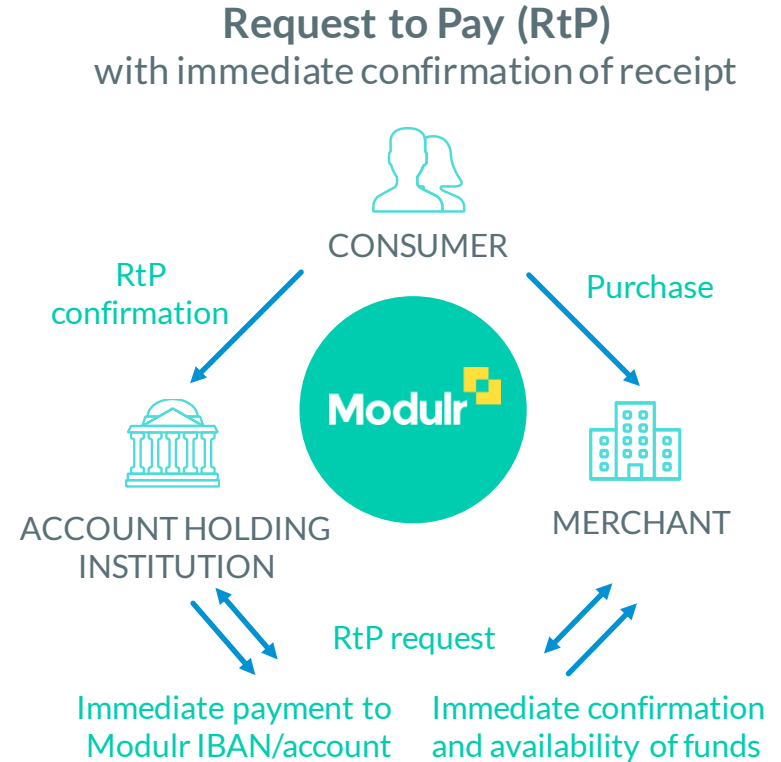 Request to Pay (RtP)
with immediate confirmation of receipt
CONSUMER
RtP
confirmation
Purchase
Modulr
ACCOUNT HOLDING
INSTITUTION
MERCHANT
RtP request
Immediate payment to
Modulr IBAN/account
Immediate confirmation
and availability of funds